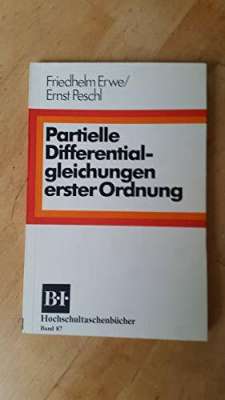 Friedhelm Erwe/
Ernst Peschl
Partielle
Differential-
gleichungen
erster Ordnung
B·I·
Hochschultaschenbücher
Band 87